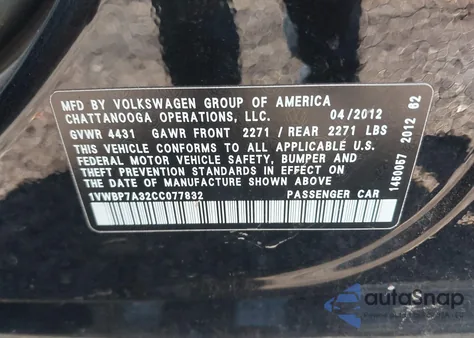 MFD BY VOLKSWAGEN GROUP OF AMERICA
CHATTANOOGA OPERATIONS, LLC. 04/2012
GVWR 4431 GAWR FRONT 2271 / REAR 2271 LBS
THIS VEHICLE CONFORMS TO ALL APPLICABLE U.S.
FEDERAL MOTOR VEHICLE SAFETY, BUMPER AND
THEFT PREVENTION STANDARDS IN EFFECT ON THE
DATE OF MANUFACTURE SHOWN ABOVE.
1VWBP7A32CC077832 PASSENGER CAR
1460067 2012 62
autoSnap